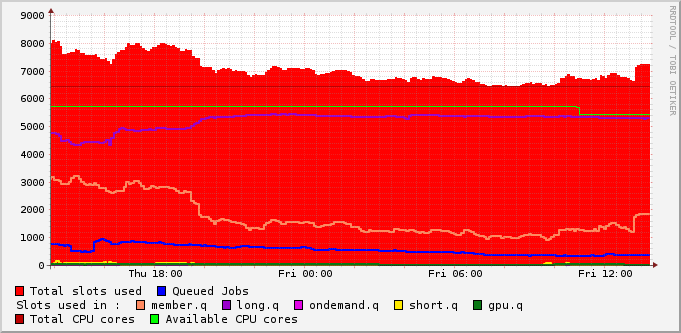 9000
8000
7000
6000
5000
4000
3000
2000
1000
0
Thu 18:00 Fri 00:00 Fri 06:00 Fri 12:00
Total slots used Queued Jobs
Slots used in : member.q long.q ondemand.q short.q gpu.q
Total CPU cores Available CPU cores
RRDTOOL / TOBI OETIKER